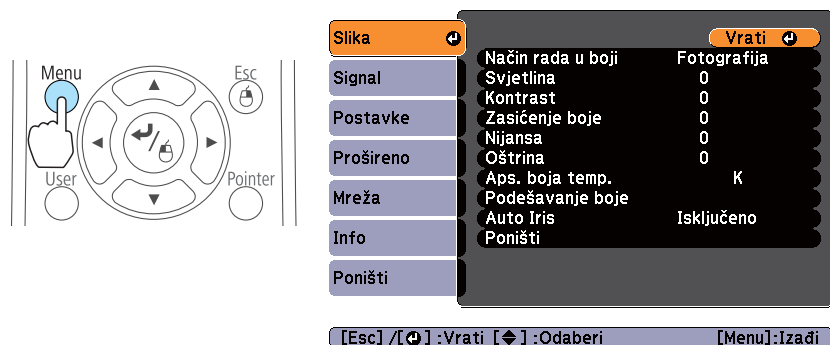 Menu
Esc
User
Pointer
Slika
Signal
Postavke
Prošireno
Mreža
Info
Poništi
Vrati
Način rada u boji Fotografija
Svjetlina 0
Kontrast 0
Zasićenje boje 0
Nijansa 0
Oštrina 0
Aps. boja temp. K
Podešavanje boje
Auto Iris Isključeno
Poništi
[Esc] /[⏎] :Vrati [◆] :Odaberi [Menu]:Izađi